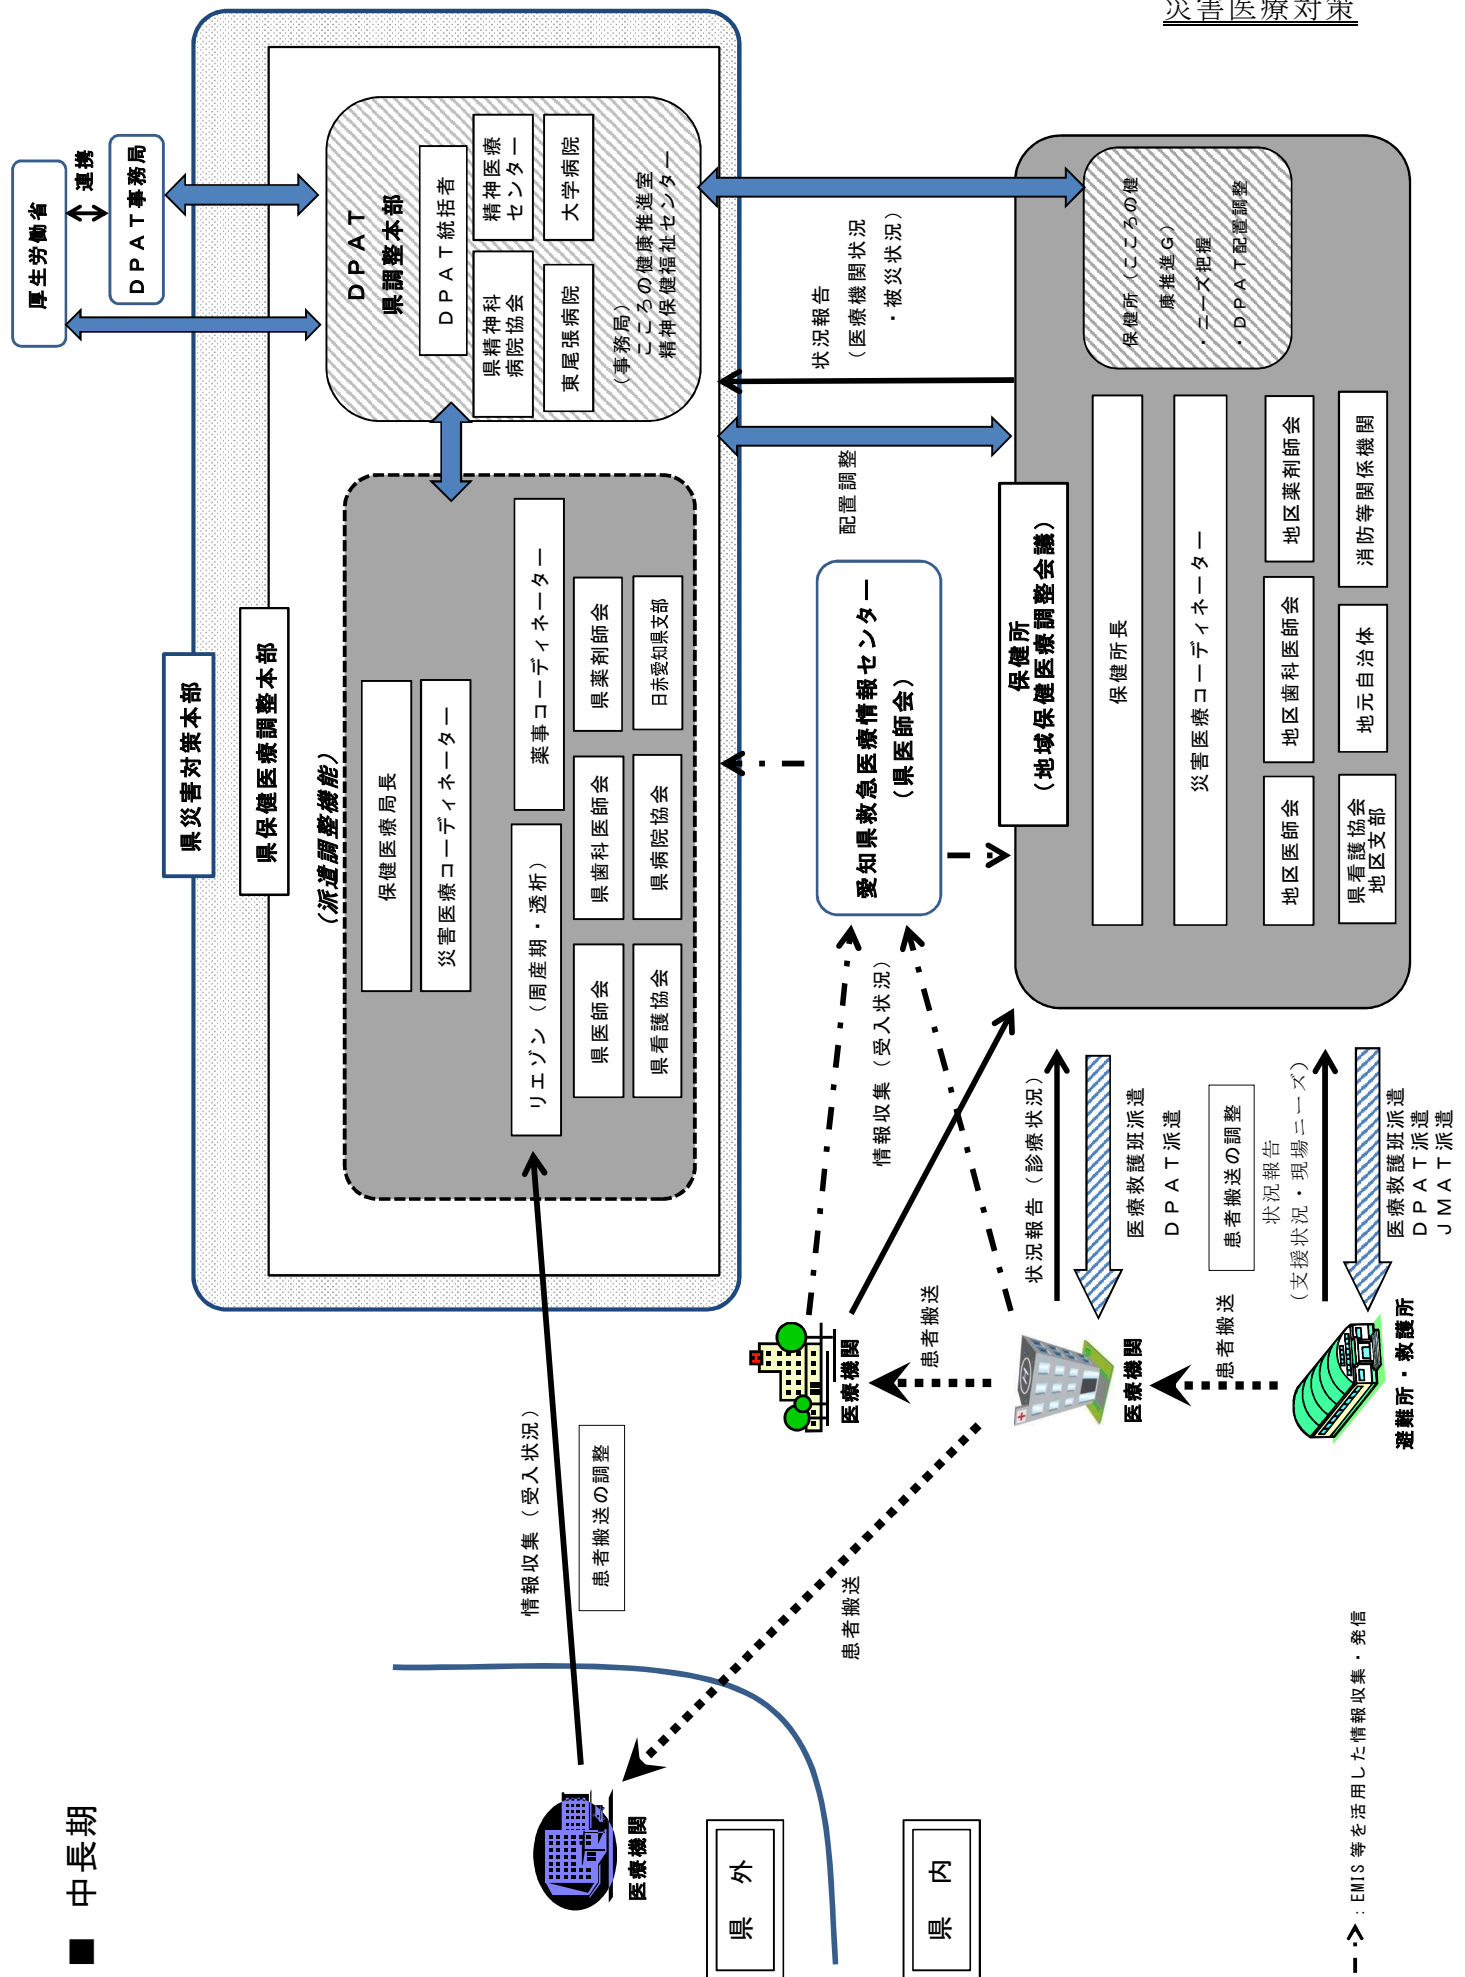 災害医療対策
■ 中長期
厚生労働省
連携
ＤＰＡＴ事務局
県災害対策本部
県保健医療調整本部
（派遣調整機能）
保健医療局長
災害医療コーディネーター
リエゾン（周産期・透析）
薬事コーディネーター
県医師会
県歯科医師会
県薬剤師会
県看護協会
県病院協会
日赤愛知県支部
ＤＰＡＴ
県調整本部
ＤＰＡＴ統括者
県精神科
病院協会
精神医療
センター
東尾張病院
大学病院
（事務局）
こころの健康推進室
精神保健福祉センター
情報収集（受入状況）
患者搬送の調整
医療機関
県　外
県　内
患者搬送
医療機関
患者搬送
医療機関
患者搬送
避難所・救護所
情報収集（受入状況）
愛知県救急医療情報センター
（県医師会）
配置調整
状況報告
（医療機関状況
・被災状況）
保健所
（地域保健医療調整会議）
保健所長
災害医療コーディネーター
地区医師会
地区歯科医師会
地区薬剤師会
県看護協会
地区支部
地元自治体
消防等関係機関
保健所（こころの健
康推進Ｇ）
・ニーズ把握
・ＤＰＡＴ配置調整
状況報告（診療状況）
医療救護班派遣
ＤＰＡＴ派遣
患者搬送の調整
状況報告
（支援状況・現場ニーズ）
医療救護班派遣
ＤＰＡＴ派遣
ＪＭＡＴ派遣
：EMIS 等を活用した情報収集・発信